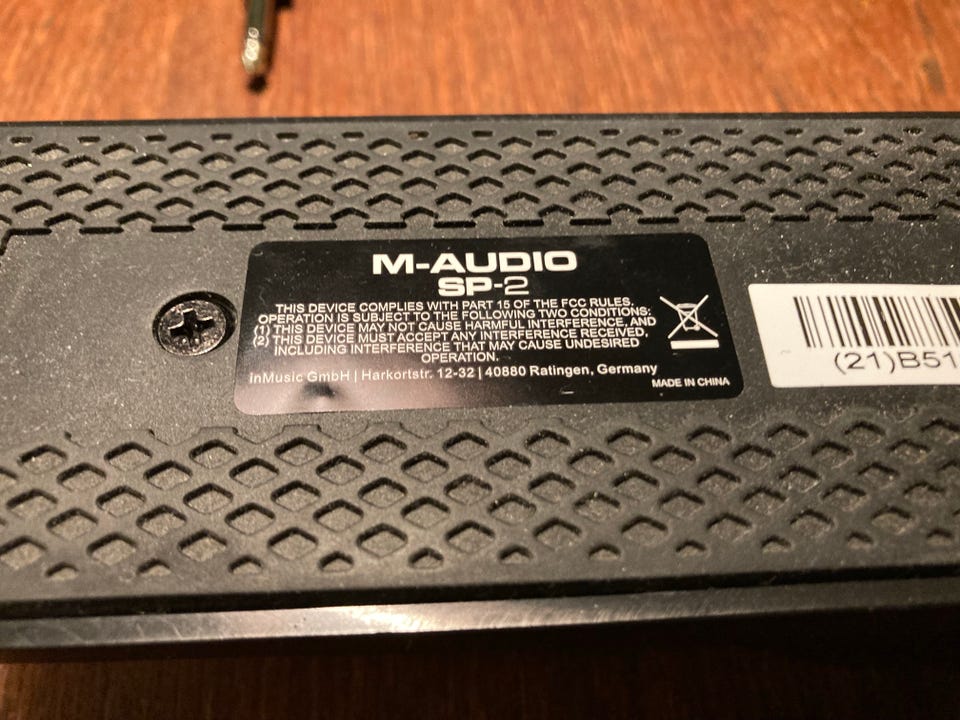 M-AUDIO
SP-2
THIS DEVICE COMPLIES WITH PART 15 OF THE FCC RULES.
OPERATION IS SUBJECT TO THE FOLLOWING TWO CONDITIONS:
(1) THIS DEVICE MAY NOT CAUSE HARMFUL INTERFERENCE, AND
(2) THIS DEVICE MUST ACCEPT ANY INTERFERENCE RECEIVED,
INCLUDING INTERFERENCE THAT MAY CAUSE UNDESIRED
OPERATION.
inMusic GmbH | Harkortstr. 12-32 | 40880 Ratingen, Germany
MADE IN CHINA
(21)B51